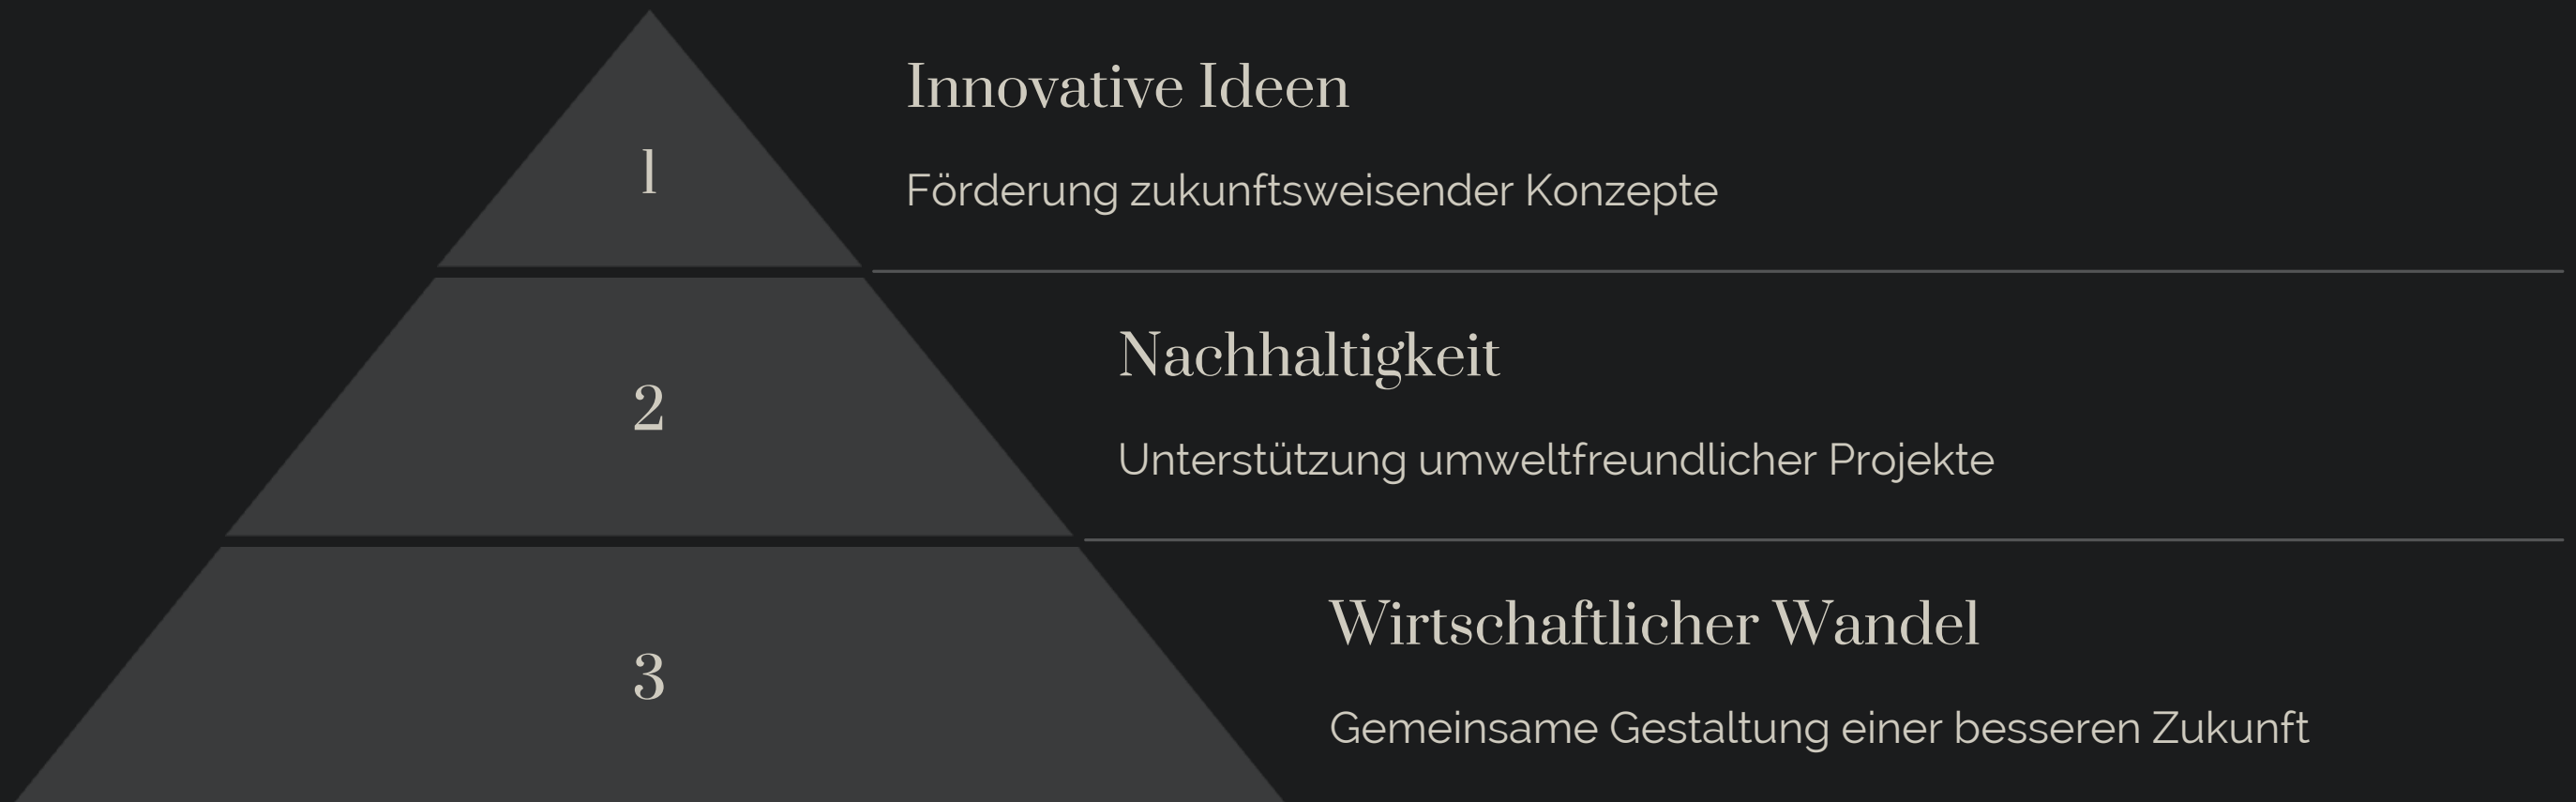 1
Innovative Ideen
Förderung zukunftsweisender Konzepte
2
Nachhaltigkeit
Unterstützung umweltfreundlicher Projekte
3
Wirtschaftlicher Wandel
Gemeinsame Gestaltung einer besseren Zukunft